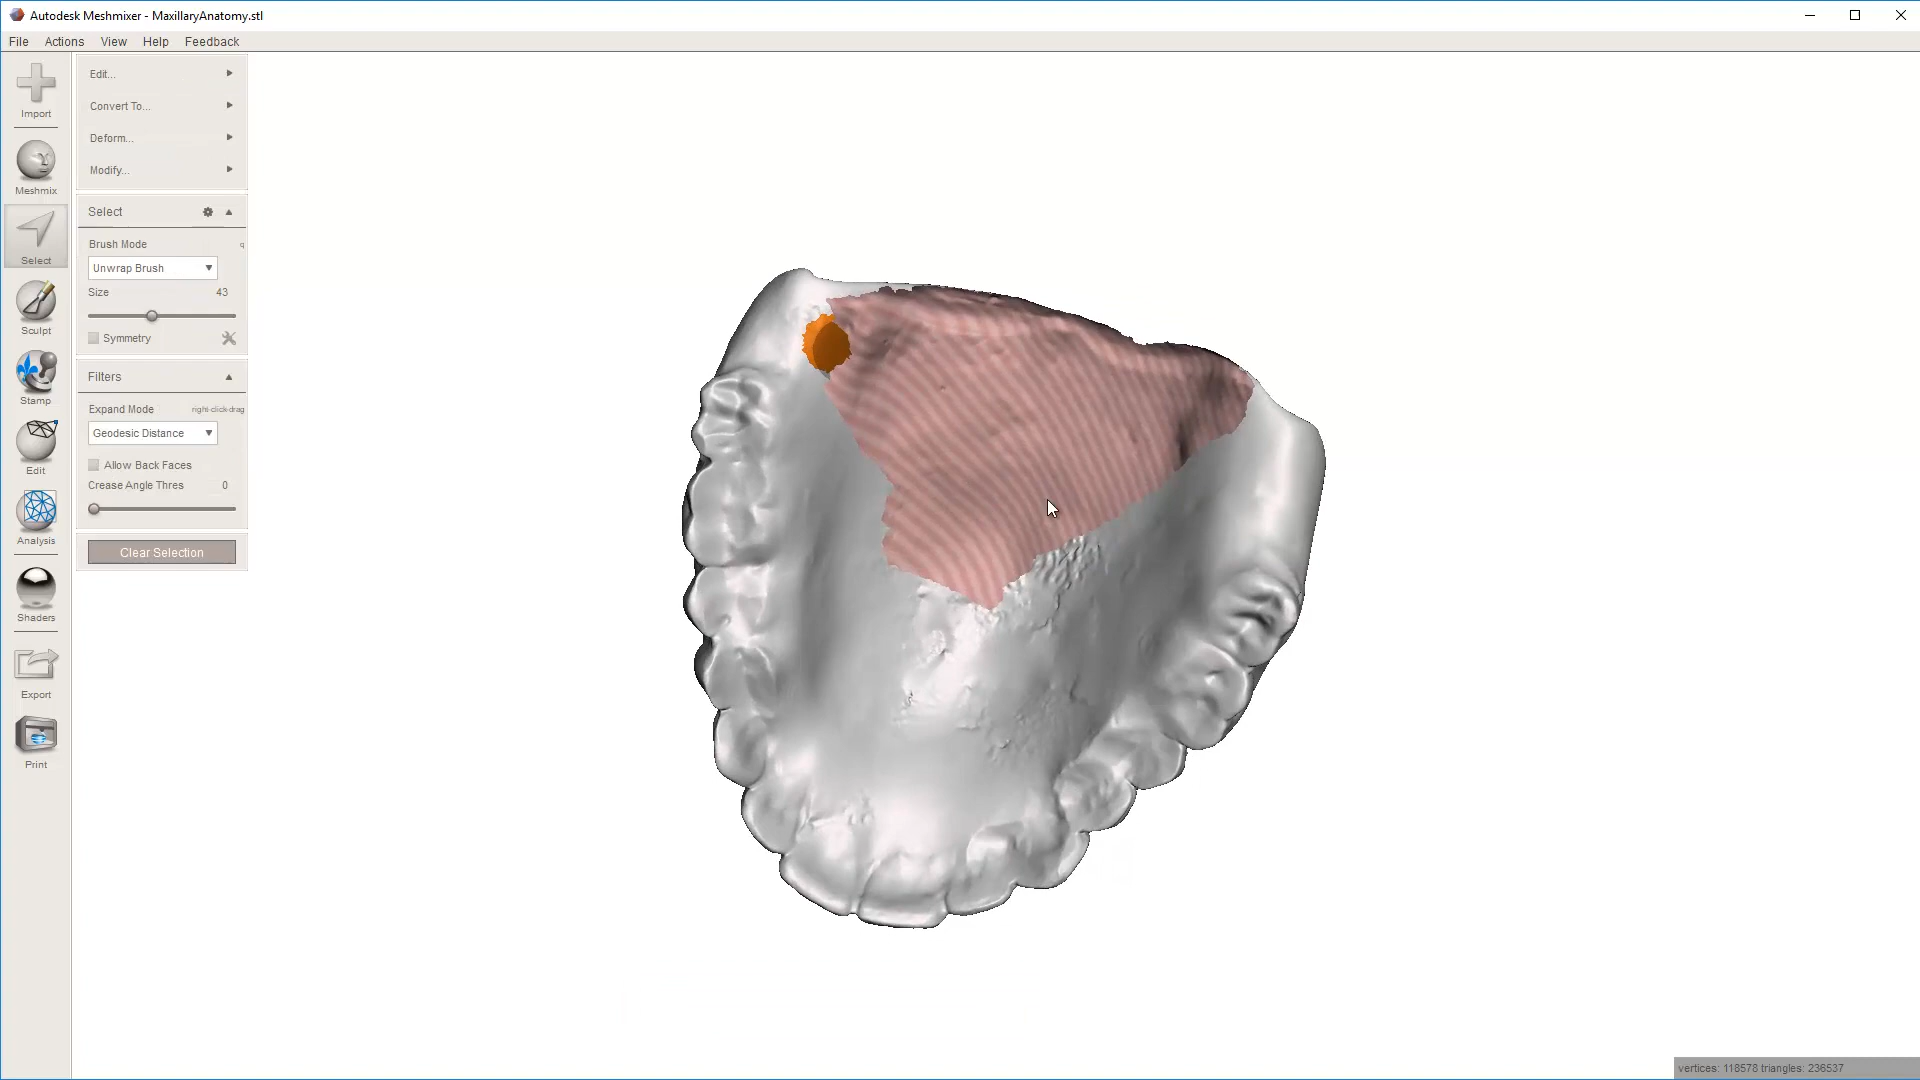 Autodesk Meshmixer - MaxillaryAnatomy.stl
File Actions View Help Feedback
Import
Meshmix
Select
Sculpt
Stamp
Edit
Analysis
Shaders
Export
Print
Edit...
Convert To...
Deform...
Modify...
Select
Brush Mode q
Unwrap Brush
Size 43
Symmetry
Filters
Expand Mode right-click-drag
Geodesic Distance
Allow Back Faces
Crease Angle Thres 0
Clear Selection
vertices: 118578 triangles: 236537